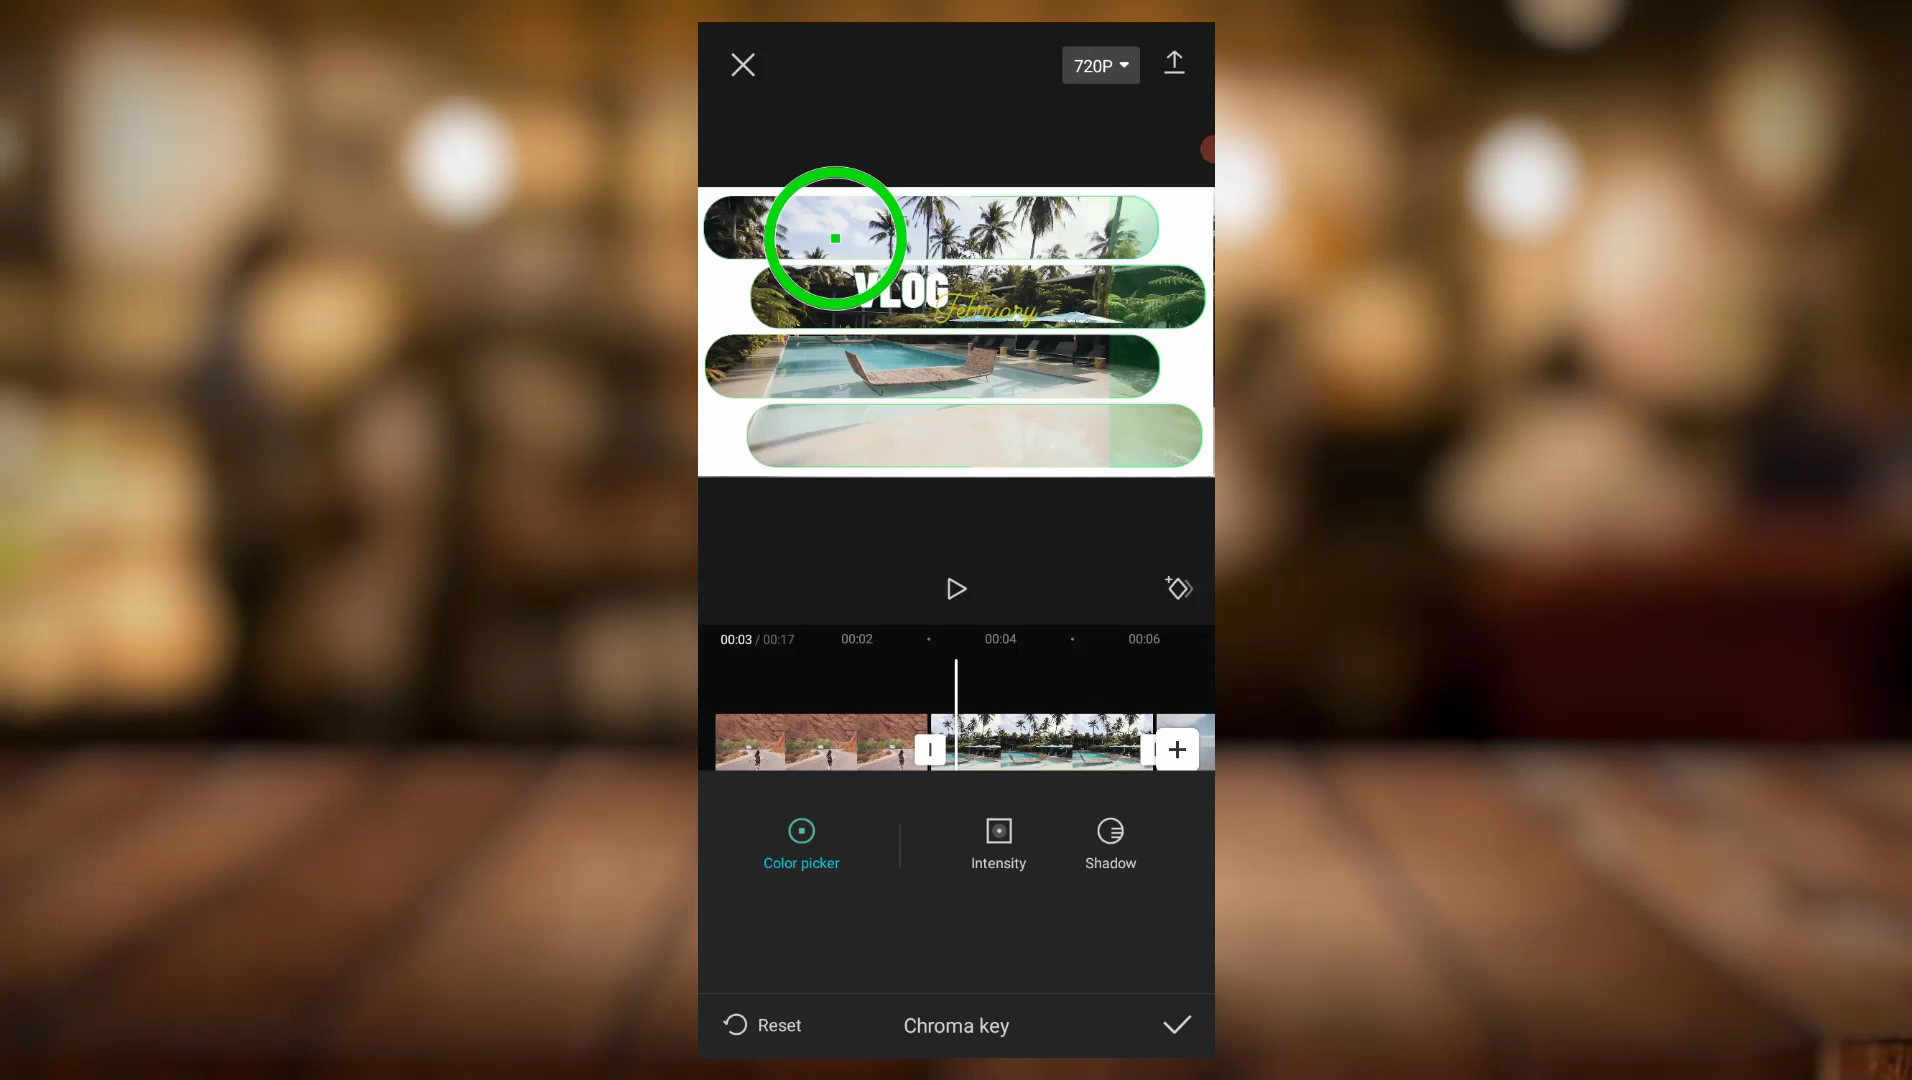 720P
VLOG
February
00:03 / 00:17 00:02 00:04 00:06
Color picker
Intensity
Shadow
Reset
Chroma key